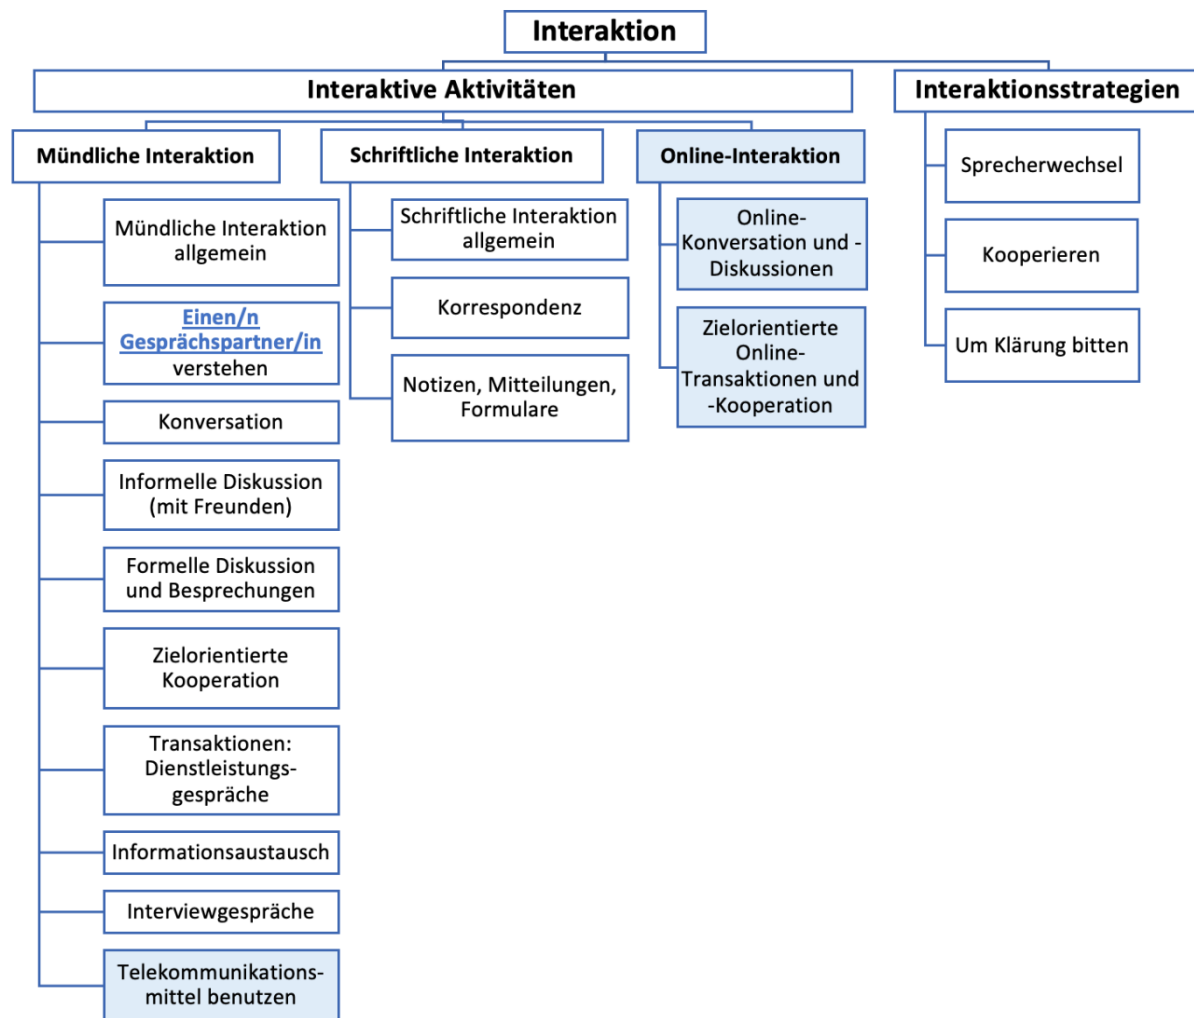 Interaktion
Interaktive Aktivitäten
Interaktionsstrategien
Mündliche Interaktion
Mündliche Interaktion
allgemein
Einen/n
Gesprächspartner/in
verstehen
Konversation
Informelle Diskussion
(mit Freunden)
Formelle Diskussion
und Besprechungen
Zielorientierte
Kooperation
Transaktionen:
Dienstleistungs-
gespräche
Informationsaustausch
Interviewgespräche
Telekommunikations-
mittel benutzen
Schriftliche Interaktion
Schriftliche Interaktion
allgemein
Korrespondenz
Notizen, Mitteilungen,
Formulare
Online-Interaktion
Online-
Konversation und -
Diskussionen
Zielorientierte
Online-
Transaktionen und
-Kooperation
Sprecherwechsel
Kooperieren
Um Klärung bitten